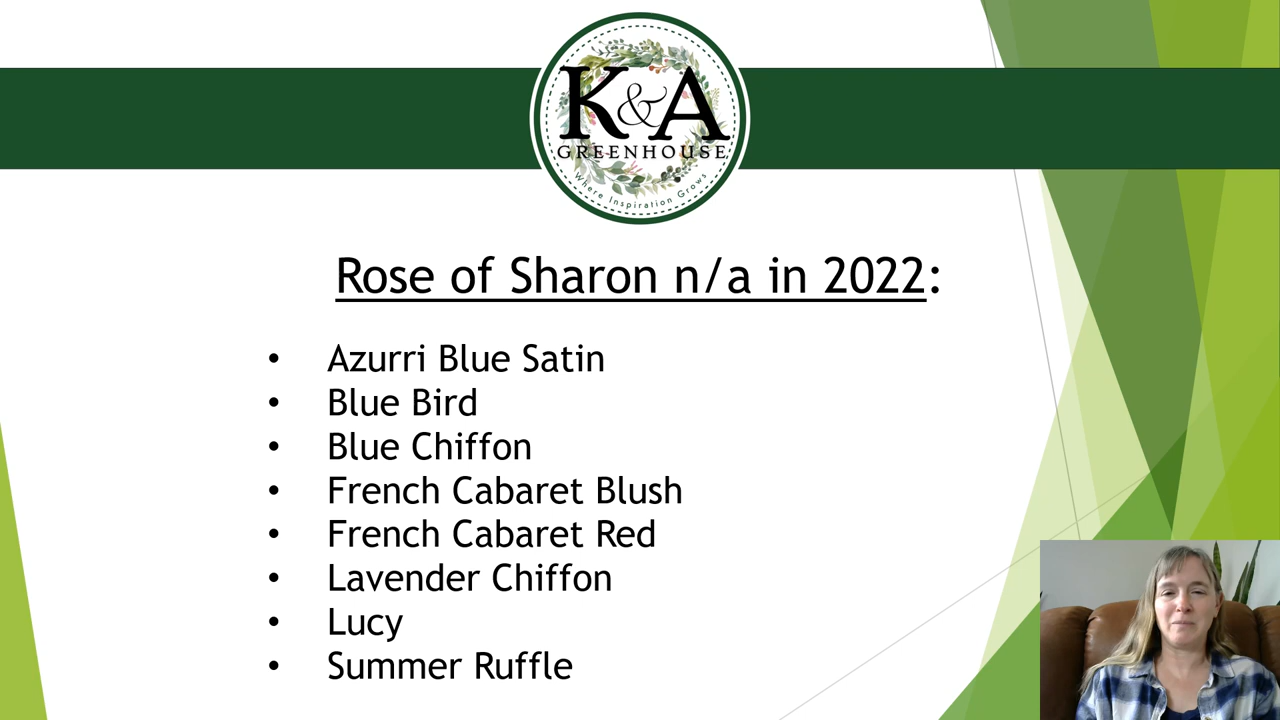 K&A
GREENHOUSE
Where Inspiration Grows
Rose of Sharon n/a in 2022:
• Azurri Blue Satin
• Blue Bird
• Blue Chiffon
• French Cabaret Blush
• French Cabaret Red
• Lavender Chiffon
• Lucy
• Summer Ruffle